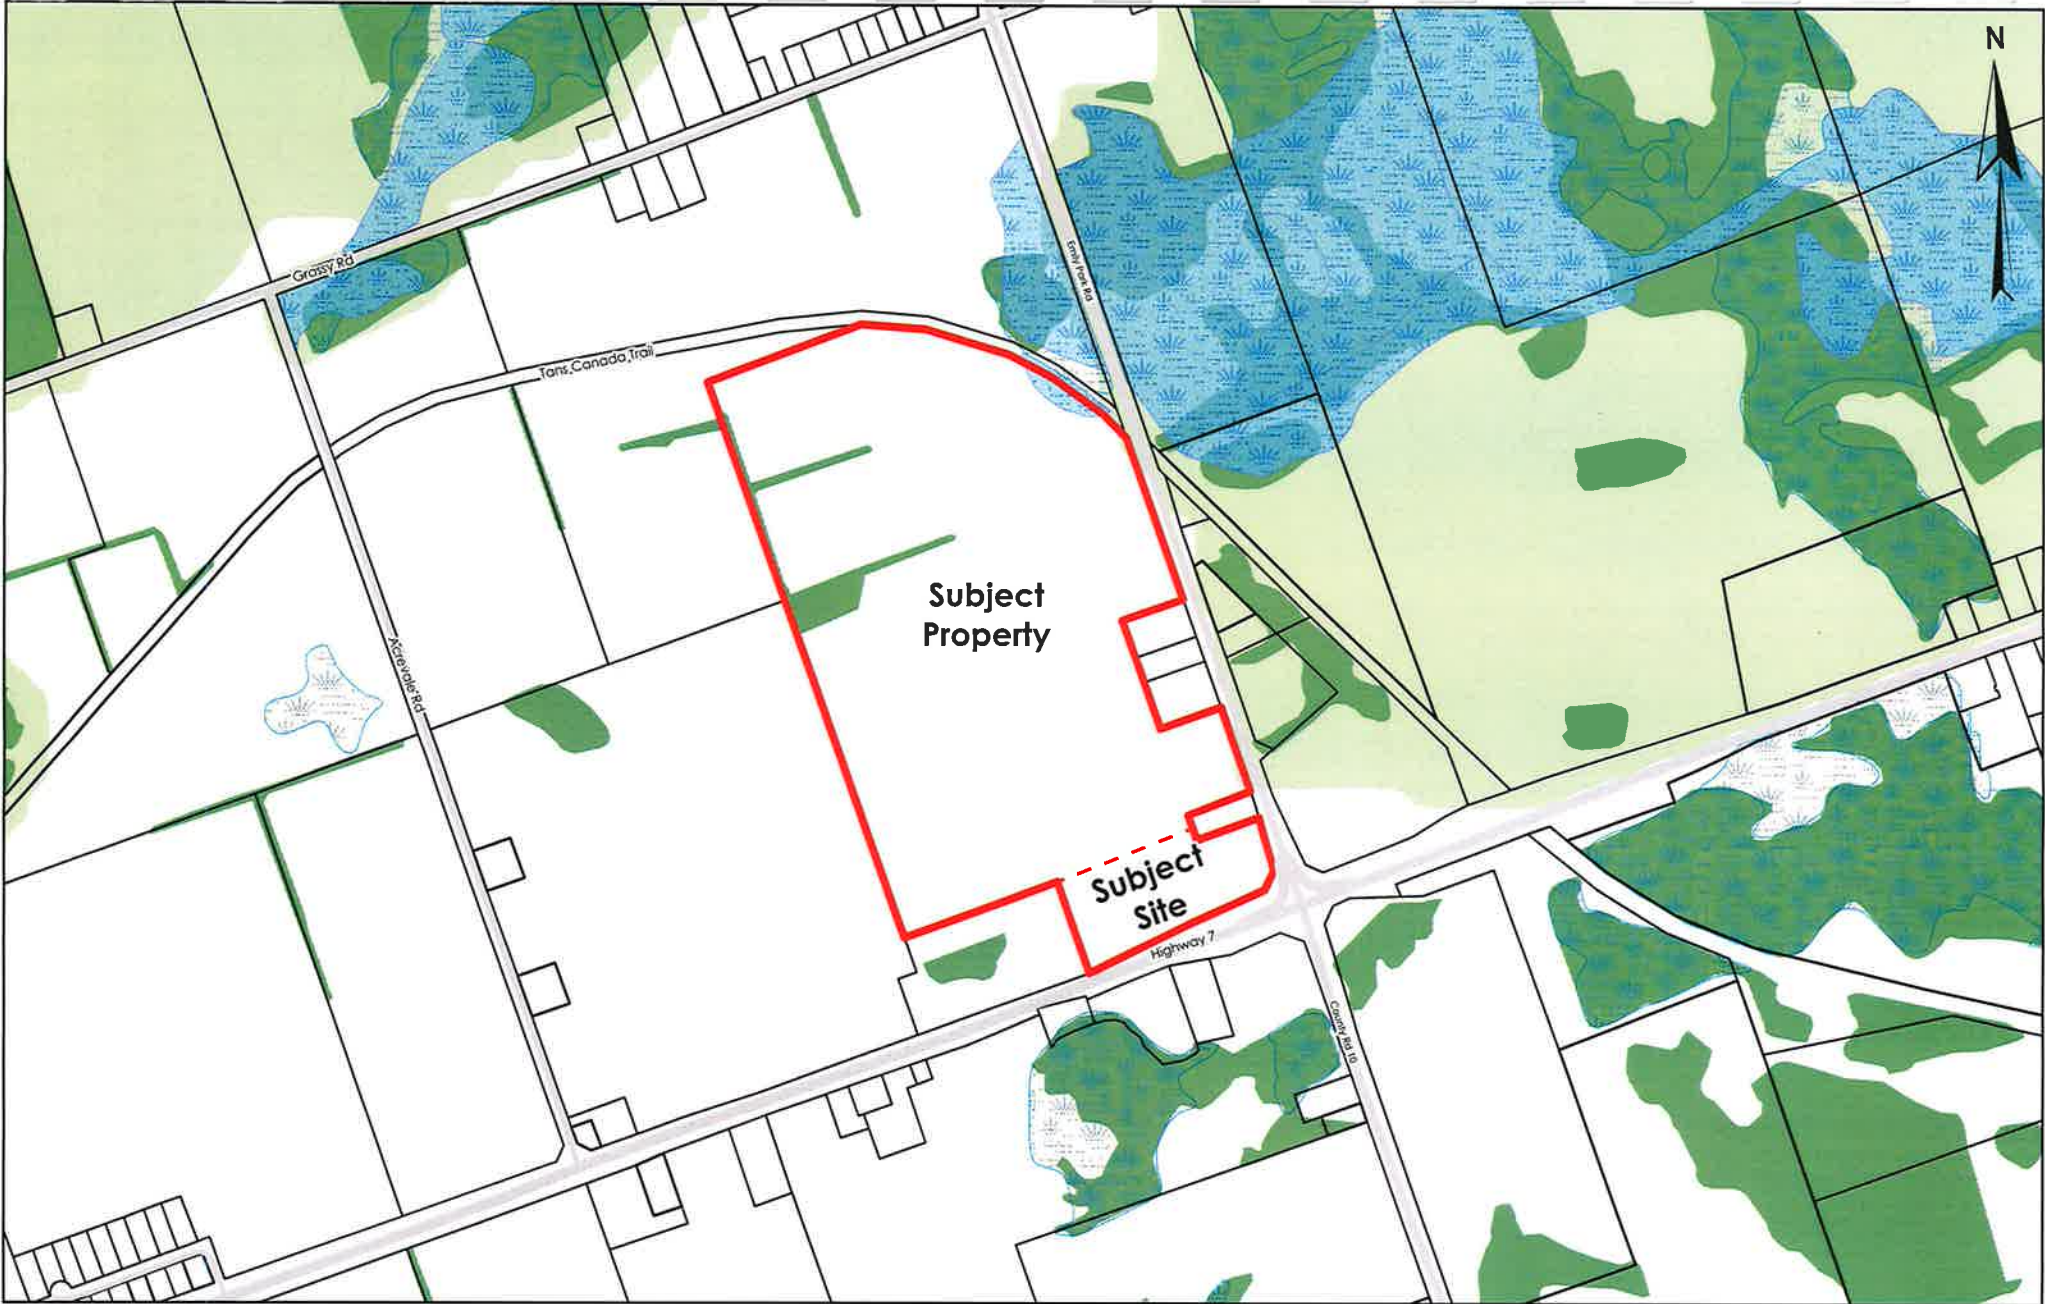 N
Grassy Rd
Emily Park Rd
Tans Canada Trail
Subject
Property
Acrevale Rd
Subject
Site
Highway 7
County Rd 10